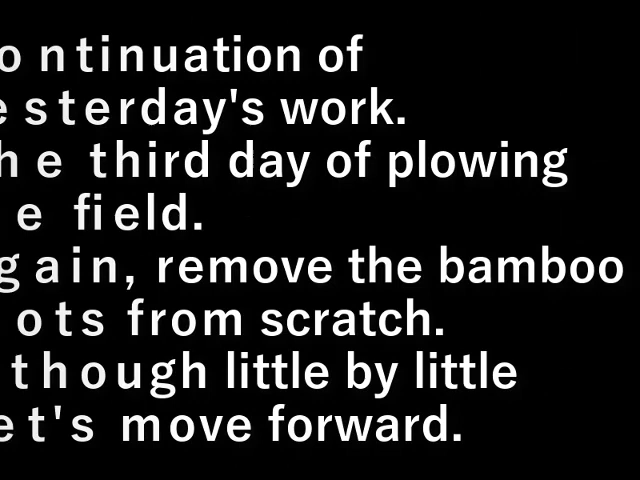 ontinuation of
esterday's work.
he third day of plowing
e field.
gain, remove the bamboo
ots from scratch.
though little by little
et's move forward.